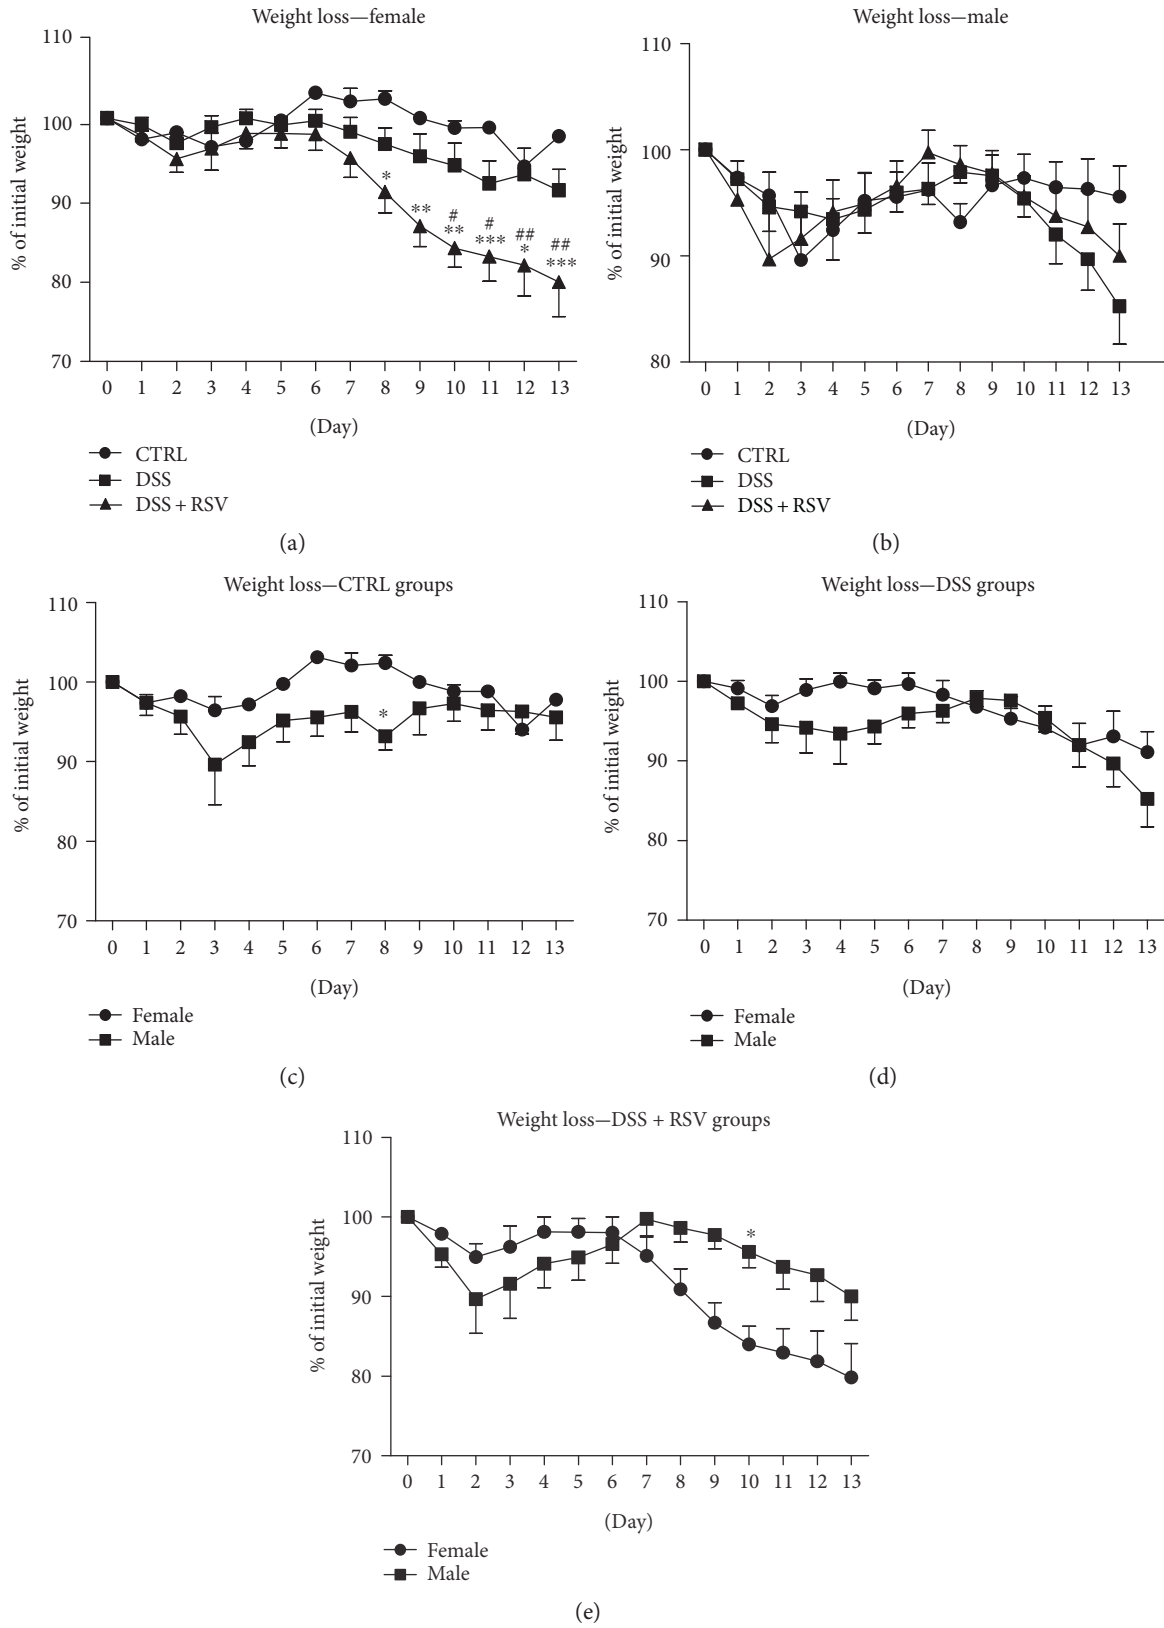 Weight loss—female
% of initial weight
110
100
90
80
70
0 1 2 3 4 5 6 7 8 9 10 11 12 13
(Day)
*
**
#
**
#
***
##
*
##
***
CTRL
DSS
DSS + RSV
(a)
Weight loss—male
% of initial weight
110
100
90
80
0 1 2 3 4 5 6 7 8 9 10 11 12 13
(Day)
CTRL
DSS
DSS + RSV
(b)
Weight loss—CTRL groups
% of initial weight
110
100
90
80
70
*
0 1 2 3 4 5 6 7 8 9 10 11 12 13
(Day)
Female
Male
(c)
Weight loss—DSS groups
% of initial weight
110
100
90
80
70
0 1 2 3 4 5 6 7 8 9 10 11 12 13
(Day)
Female
Male
(d)
Weight loss—DSS + RSV groups
% of initial weight
110
100
90
80
70
*
0 1 2 3 4 5 6 7 8 9 10 11 12 13
(Day)
Female
Male
(e)